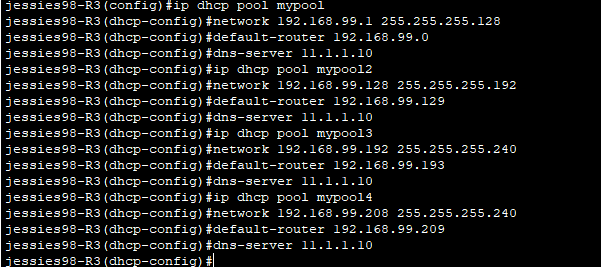 jessies98-R3(config)#ip dhcp pool mypool
jessies98-R3(dhcp-config)#network 192.168.99.1 255.255.255.128
jessies98-R3(dhcp-config)#default-router 192.168.99.0
jessies98-R3(dhcp-config)#dns-server 11.1.1.10
jessies98-R3(dhcp-config)#ip dhcp pool mypool2
jessies98-R3(dhcp-config)#network 192.168.99.128 255.255.255.192
jessies98-R3(dhcp-config)#default-router 192.168.99.129
jessies98-R3(dhcp-config)#dns-server 11.1.1.10
jessies98-R3(dhcp-config)#ip dhcp pool mypool3
jessies98-R3(dhcp-config)#network 192.168.99.192 255.255.255.240
jessies98-R3(dhcp-config)#default-router 192.168.99.193
jessies98-R3(dhcp-config)#dns-server 11.1.1.10
jessies98-R3(dhcp-config)#ip dhcp pool mypool4
jessies98-R3(dhcp-config)#network 192.168.99.208 255.255.255.240
jessies98-R3(dhcp-config)#default-router 192.168.99.209
jessies98-R3(dhcp-config)#dns-server 11.1.1.10
jessies98-R3(dhcp-config)#